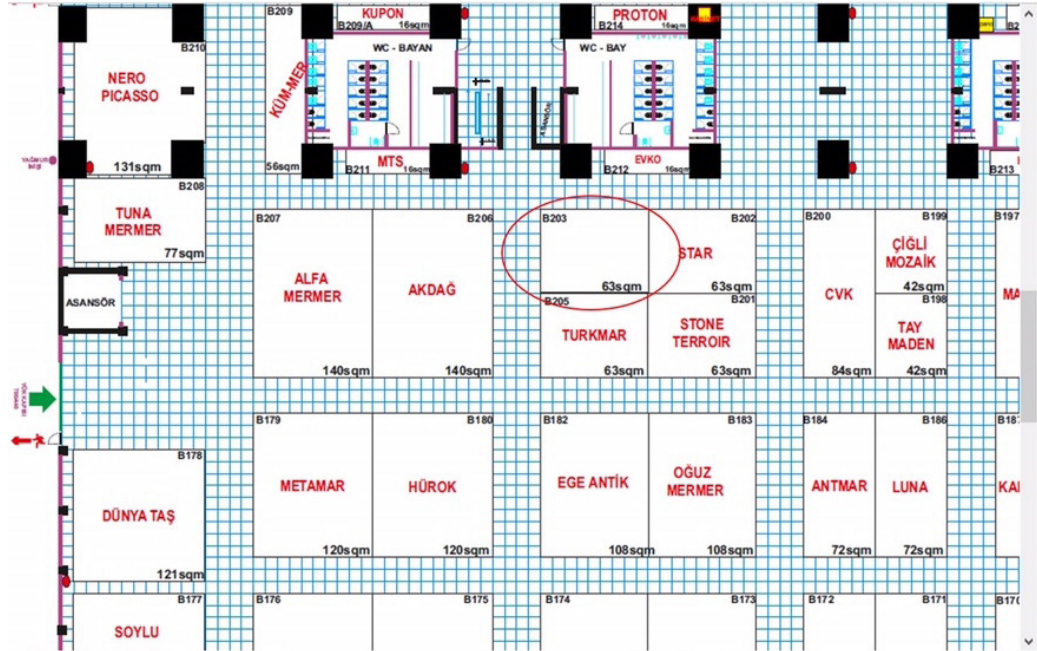 B209
KUPON
B209/A
16sqm
PROTON
B214
16sqm
B210
WC - BAYAN
WC - BAY
NERO
PICASSO
KÜM-MER
ASANSÖR
131sqm
56sqm
MTS
B211
16sqm
EVKO
B212
16sqm
B213
B208
TUNA
MERMER
77sqm
B207
B206
B203
B202
B200
B199
B197
ALFA
MERMER
AKDAĞ
STAR
ÇİĞLİ
MOZAİK
63sqm
63sqm
42sqm
ASANSÖR
B205
B201
CVK
B198
MA
TURKMAR
STONE
TERROIR
TAY
MADEN
140sqm
140sqm
63sqm
63sqm
84sqm
42sqm
B179
B180
B182
B183
B184
B186
B187
B178
METAMAR
HÜROK
EGE ANTİK
OĞUZ
MERMER
ANTMAR
LUNA
DÜNYA TAŞ
120sqm
120sqm
108sqm
108sqm
72sqm
72sqm
121sqm
B177
B176
B175
B174
B173
B172
B171
B170
SOYLU